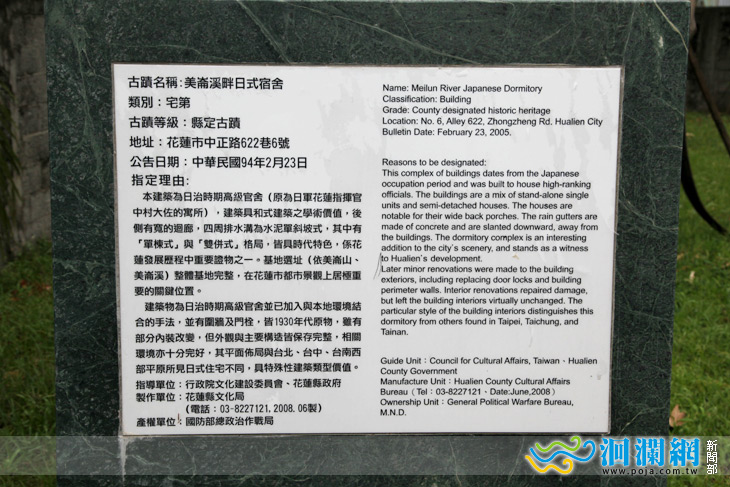 古蹟名稱:美崙溪畔日式宿舍
類別：宅第
古蹟等級：縣定古蹟
地址：花蓮市中正路622巷6號
公告日期：中華民國94年2月23日
指定理由:
本建築為日治時期高級官舍（原為日軍花蓮指揮官
中村大佐的寓所），建築具和式建築之學術價值，後
側有寬的迴廊，四周排水溝為水泥單斜坡式，其中有
「單棟式」與「雙併式」格局，皆具時代特色，係花
蓮發展歷程中重要證物之一。基地選址（依美崙山、
美崙溪）整體基地完整，在花蓮市都市景觀上居極重
要的關鍵位置。
建築物為日治時期高級官舍並已加入與本地環境結
合的手法，並有圍牆及門栓，皆1930年代原物，雖有
部分內裝改變，但外觀與主要構造皆保存完整，相關
環境亦十分完好，其平面佈局與台北、台中、台南西
部平原所見日式住宅不同，具特殊性建築類型價值。
指導單位：行政院文化建設委員會、花蓮縣政府
製作單位：花蓮縣文化局
(電話：03-8227121，2008. 06製)
產權單位：國防部總政治作戰局
Name: Meilun River Japanese Dormitory
Classification: Building
Grade: County designated historic heritage
Location: No. 6, Alley 622, Zhongzheng Rd, Hualien City
Bulletin Date: February 23, 2005.
Reasons to be designated:
This complex of buildings dates from the Japanese
occupation period and was built to house high-ranking
officials. The buildings are a mix of stand-alone single
units and semi-detached houses. The houses are
notable for their wide back porches. The rain gutters are
made of concrete and are slanted downward, away from
the buildings. The dormitory complex is an interesting
addition to the city`s scenery, and stands as a witness
to Hualien`s development.
Later minor renovations were made to the building
exteriors, including replacing door locks and building
perimeter walls. Interior renovations repaired damage,
but left the building interiors virtually unchanged. The
particular style of the building interiors distinguishes this
dormitory from others found in Taipei, Taichung, and
Tainan.
Guide Unit：Council for Cultural Affairs, Taiwan、Hualien
County Government
Manufacture Unit：Hualien County Cultural Affairs
Bureau（Tel：03-8227121、Date:June,2008）
Ownership Unit：General Political Warfare Bureau,
M.N.D.
洄瀾網
新聞部
www.poja.com.tw